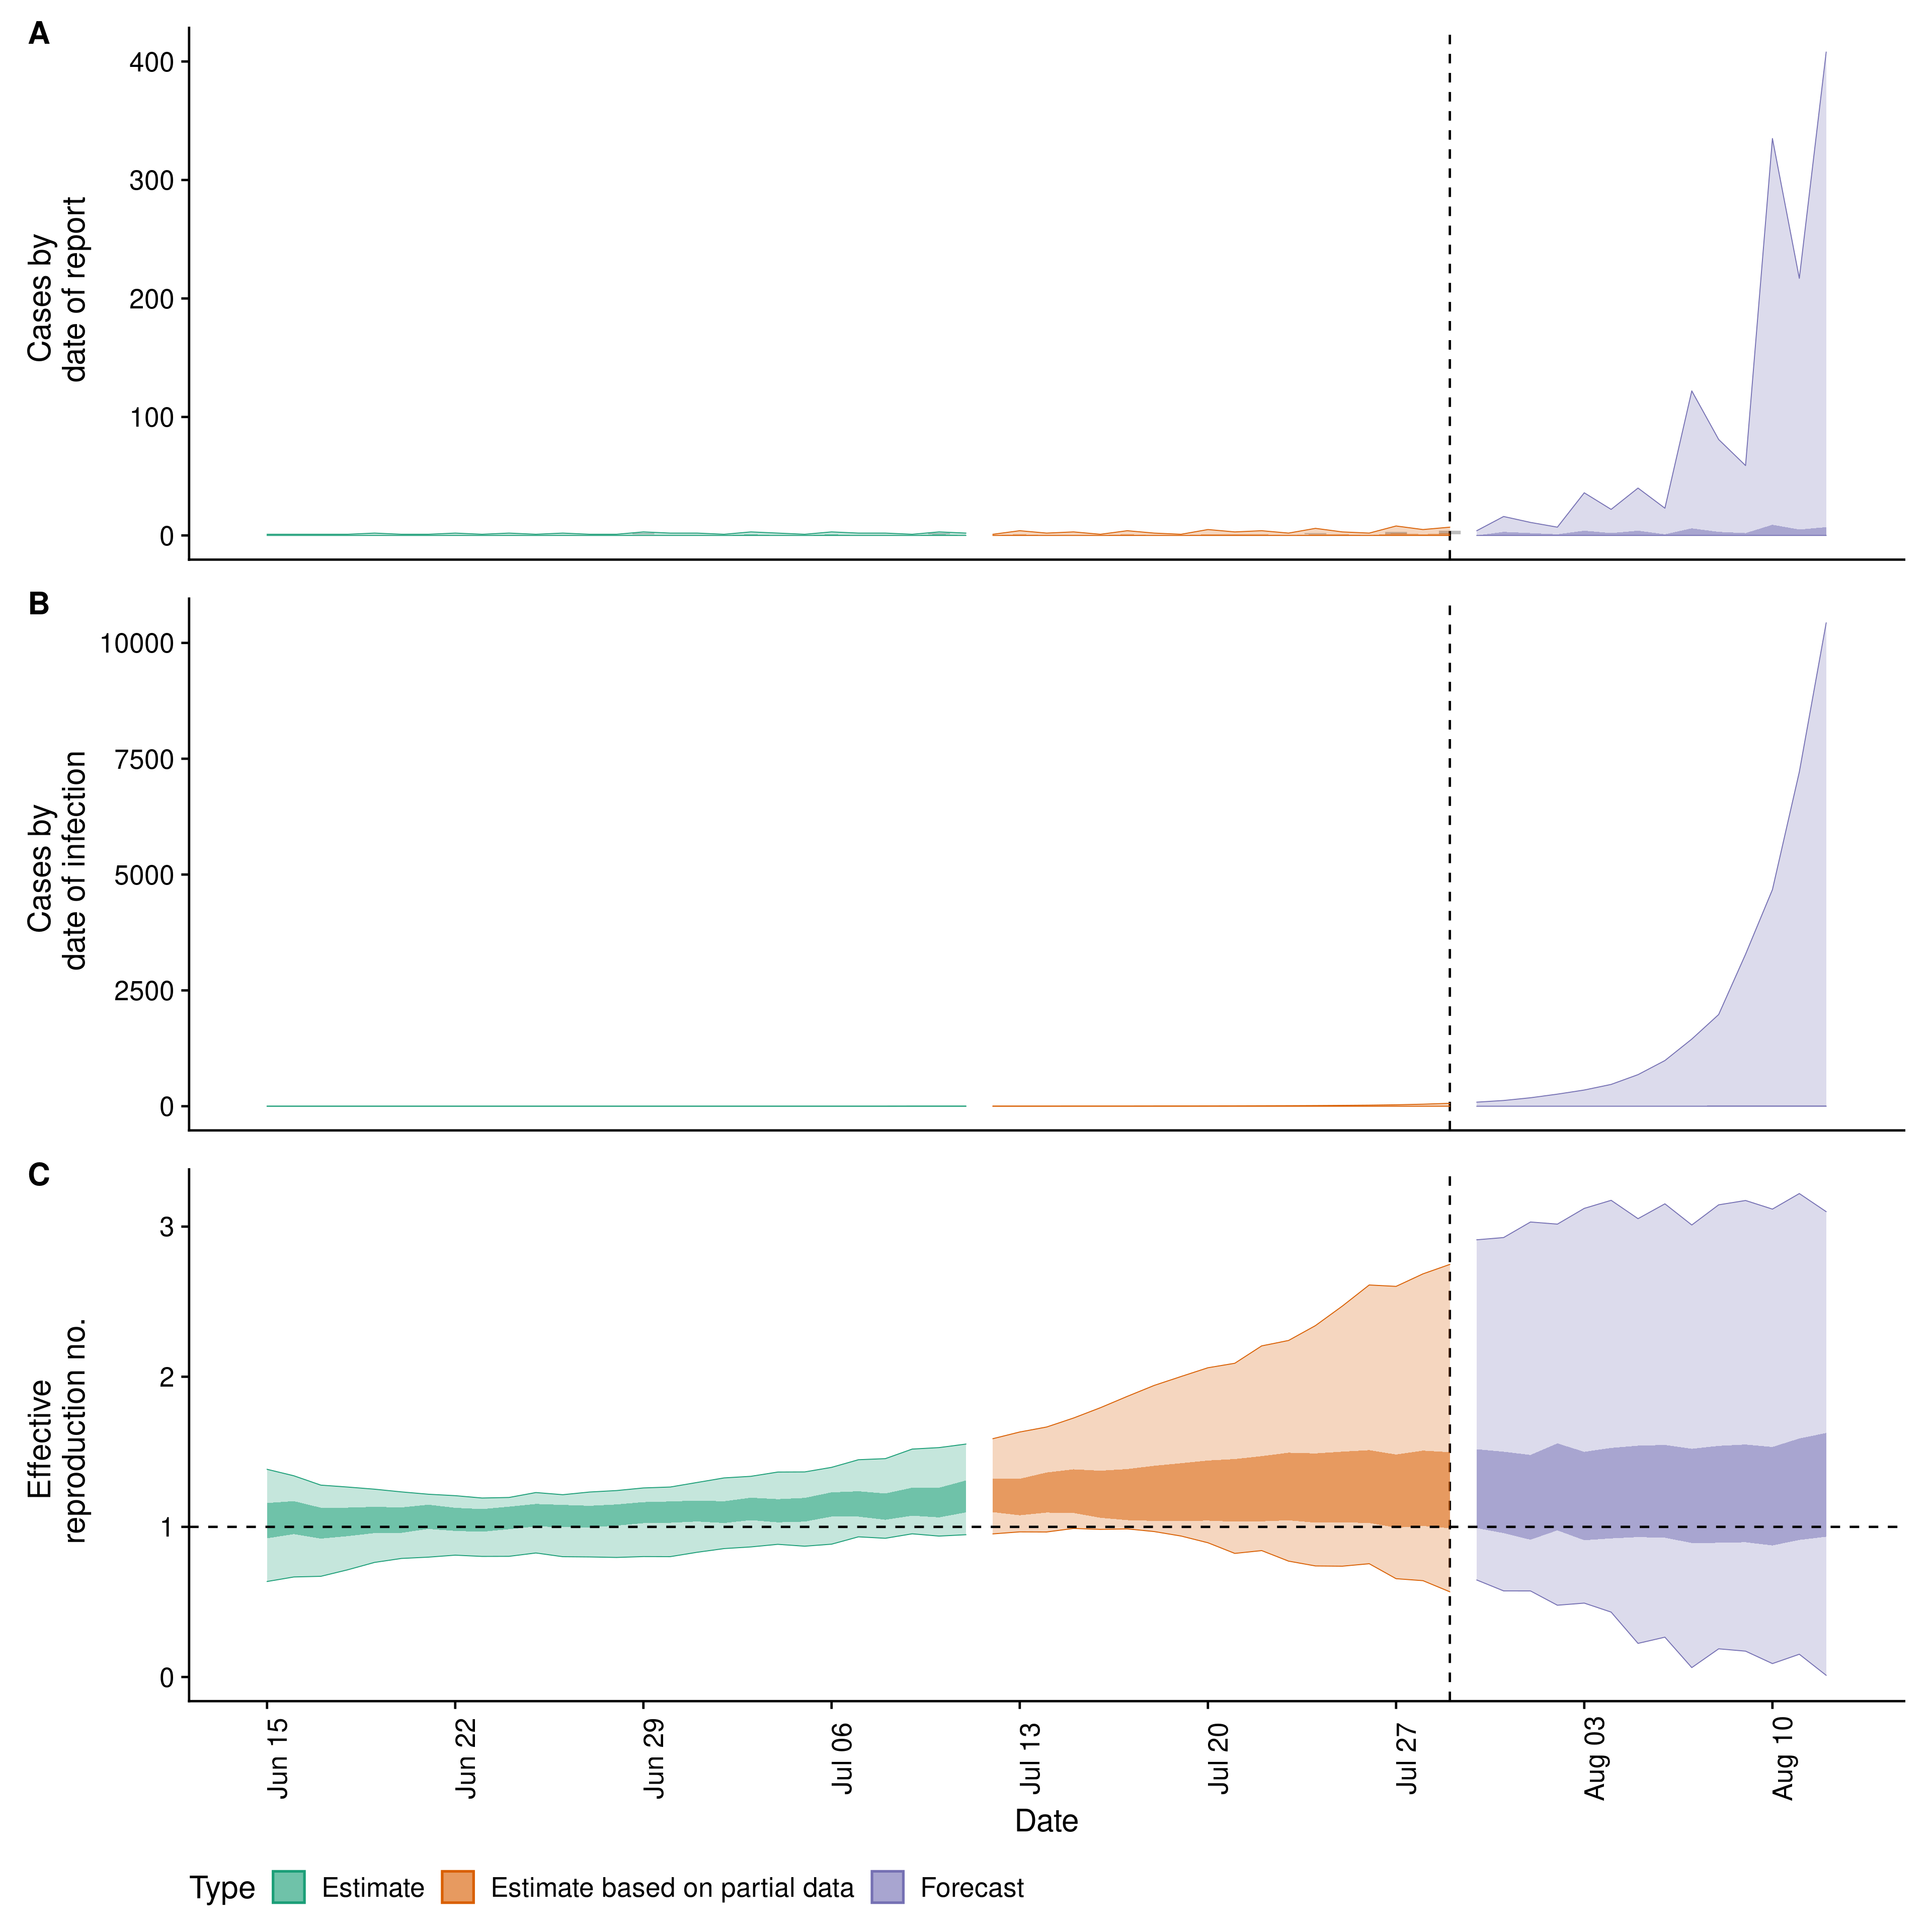 A
Cases by
date of report
400
300
200
100
0
B
Cases by
date of infection
10000
7500
5000
2500
0
C
Effective
reproduction no.
3
2
1
0
Jun 15
Jun 22
Jun 29
Jul 06
Jul 13
Jul 20
Jul 27
Aug 03
Aug 10
Date
Type Estimate Estimate based on partial data Forecast